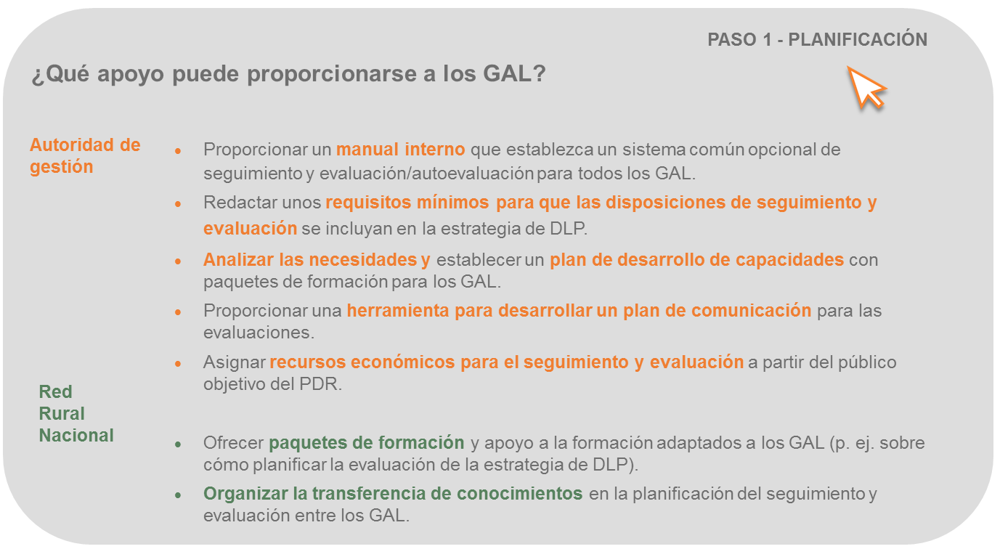 PASO 1 - PLANIFICACIÓN
¿Qué apoyo puede proporcionarse a los GAL?
Autoridad de
gestión
• Proporcionar un manual interno que establezca un sistema común opcional de
seguimiento y evaluación/autoevaluación para todos los GAL.
• Redactar unos requisitos mínimos para que las disposiciones de seguimiento y
evaluación se incluyan en la estrategia de DLP.
• Analizar las necesidades y establecer un plan de desarrollo de capacidades con
paquetes de formación para los GAL.
• Proporcionar una herramienta para desarrollar un plan de comunicación para las
evaluaciones.
• Asignar recursos económicos para el seguimiento y evaluación a partir del público
objetivo del PDR.
Red
Rural
Nacional
• Ofrecer paquetes de formación y apoyo a la formación adaptados a los GAL (p. ej. sobre
cómo planificar la evaluación de la estrategia de DLP).
• Organizar la transferencia de conocimientos en la planificación del seguimiento y
evaluación entre los GAL.